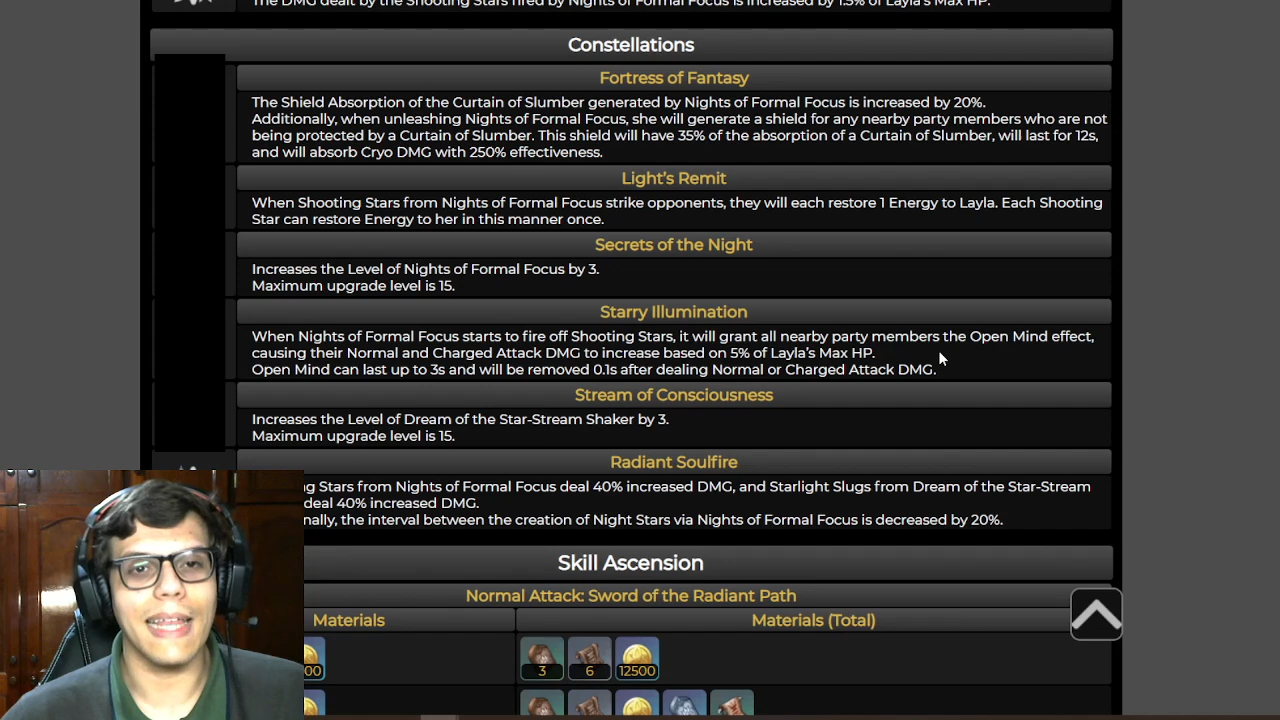 The DMG dealt by the Shooting Stars fired by Nights of Formal Focus is increased by 1.5% of Layla's Max HP.
Constellations
Fortress of Fantasy
The Shield Absorption of the Curtain of Slumber generated by Nights of Formal Focus is increased by 20%.
Additionally, when unleashing Nights of Formal Focus, she will generate a shield for any nearby party members who are not
being protected by a Curtain of Slumber. This shield will have 35% of the absorption of a Curtain of Slumber, will last for 12s,
and will absorb Cryo DMG with 250% effectiveness.
Light's Remit
When Shooting Stars from Nights of Formal Focus strike opponents, they will each restore 1 Energy to Layla. Each Shooting
Star can restore Energy to her in this manner once.
Secrets of the Night
Increases the Level of Nights of Formal Focus by 3.
Maximum upgrade level is 15.
Starry Illumination
When Nights of Formal Focus starts to fire off Shooting Stars, it will grant all nearby party members the Open Mind effect,
causing their Normal and Charged Attack DMG to increase based on 5% of Layla's Max HP.
Open Mind can last up to 3s and will be removed 0.1s after dealing Normal or Charged Attack DMG.
Stream of Consciousness
Increases the Level of Dream of the Star-Stream Shaker by 3.
Maximum upgrade level is 15.
Radiant Soulfire
ng Stars from Nights of Formal Focus deal 40% increased DMG, and Starlight Slugs from Dream of the Star-Stream
deal 40% increased DMG.
nally, the interval between the creation of Night Stars via Nights of Formal Focus is decreased by 20%.
Skill Ascension
Normal Attack: Sword of the Radiant Path
Materials Materials (Total)
00 3 6 12500